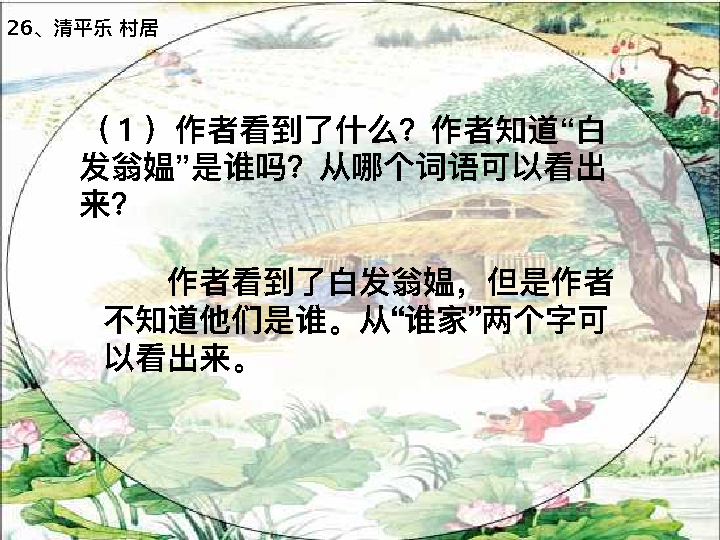 26、清平乐 村居
（1）作者看到了什么？作者知道“白
发翁媪”是谁吗？从哪个词语可以看出
来？
作者看到了白发翁媪，但是作者
不知道他们是谁。从“谁家”两个字可
以看出来。